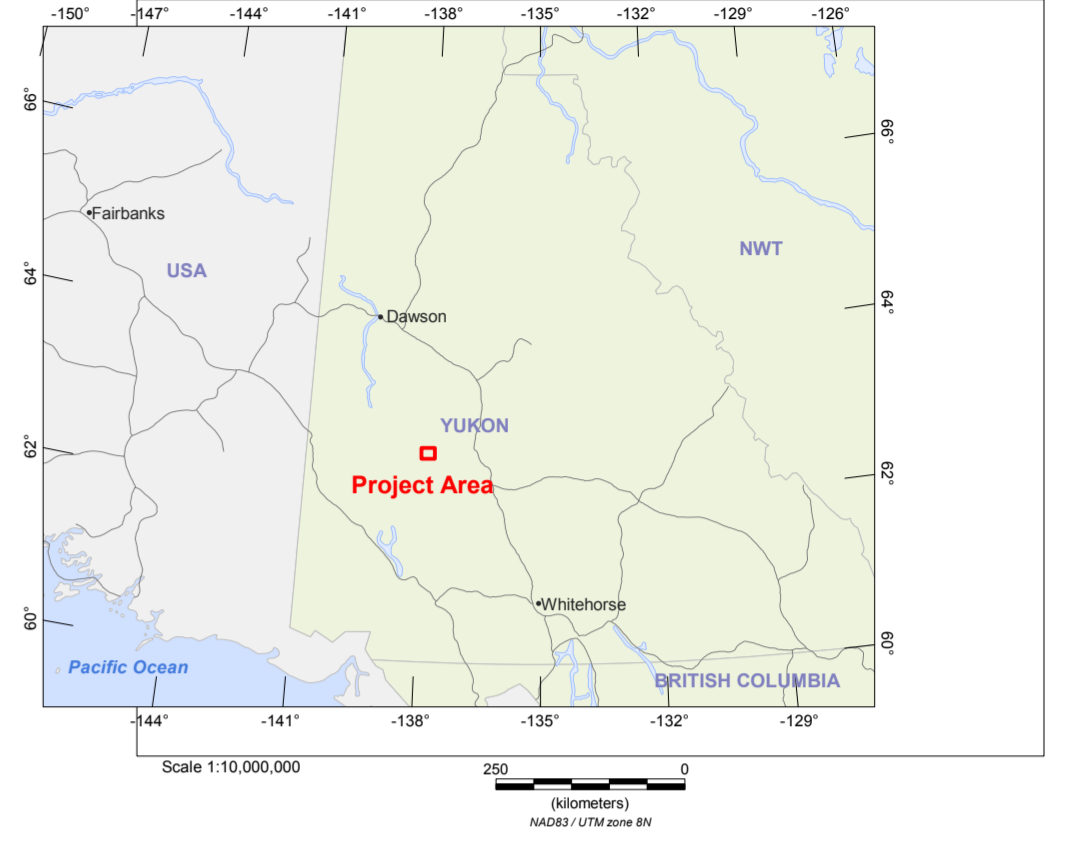 -150° -147° -144° -141° -138° -135° -132° -129° -126°
66°
66°
Fairbanks
NWT
USA
64°
64°
Dawson
YUKON
62°
62°
Project Area
Whitehorse
60°
60°
Pacific Ocean
BRITISH COLUMBIA
-144° -141° -138° -135° -132° -129°
Scale 1:10,000,000
250 0
(kilometers)
NAD83 / UTM zone 8N